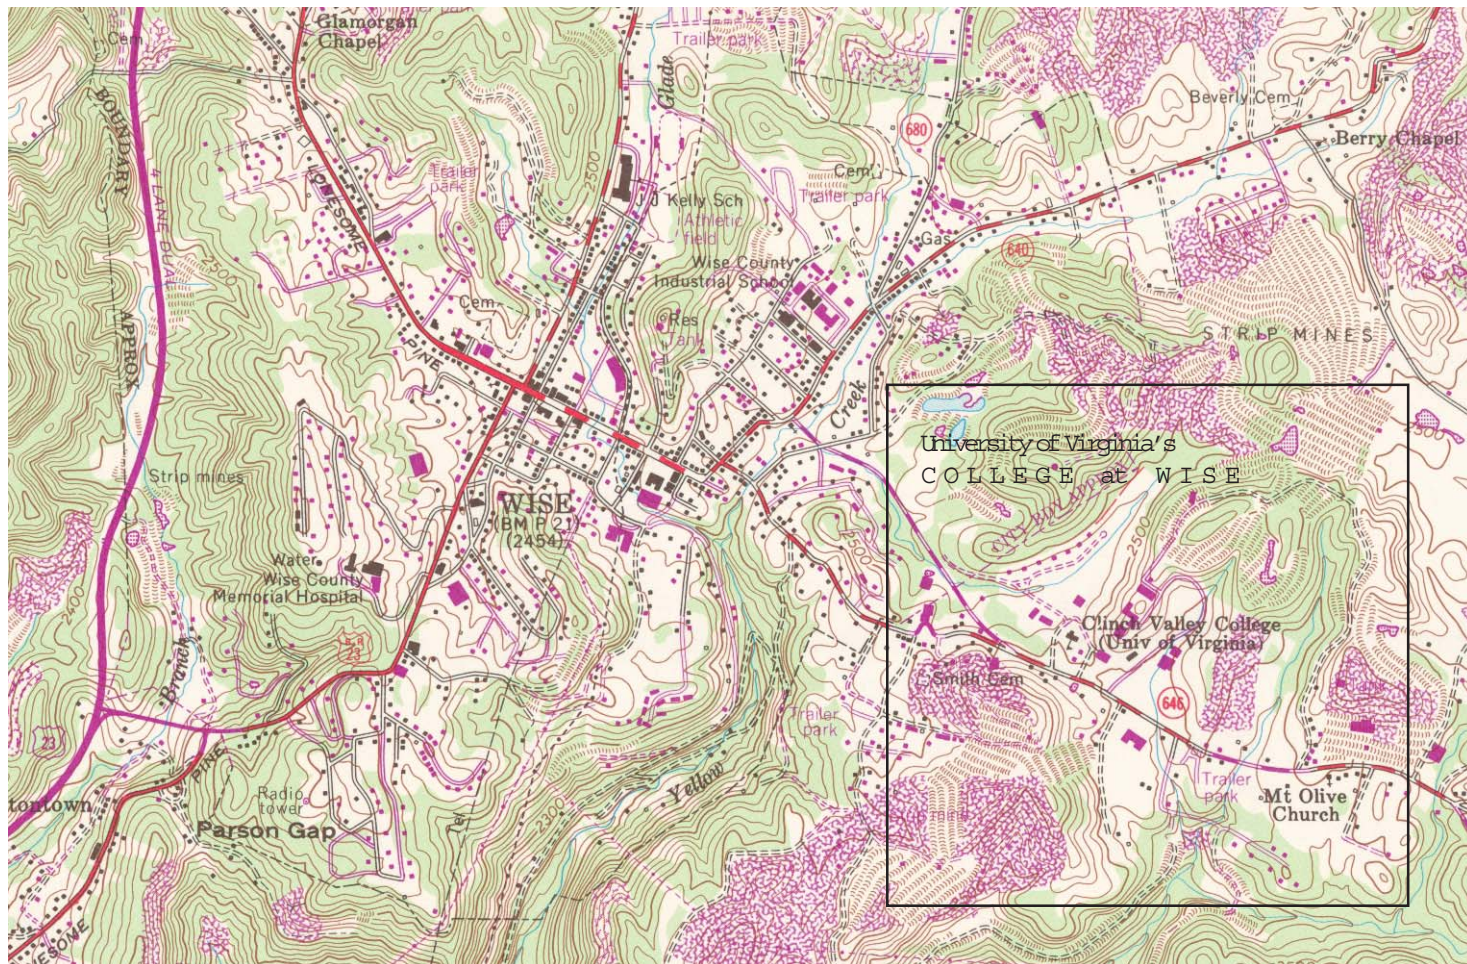 Glamorgan
Chapel
Trailer park
Cem
Glade
680
Beverly Cem
Berry Chapel
BOUNDARY
4 LANE
2500
LONESOME
Trailer
park
2500
J J Kelly Sch
Athletic
field
Cem
Trailer park
Gas
640
Wise County
Industrial School
Cem
Res
Tank
STRIP MINES
APPROX
PINE
Creek
University of Virginia's
COLLEGE at WISE
Strip mines
WISE
(BM P 21)
(2454)
2500
2500
Water
Wise County
Memorial Hospital
2400
U S
23
Clinch Valley College
(Univ of Virginia)
Smith Cem
646
Branch
Trailer
park
23
PINE
Yellow
Trailer
park
Mt Olive
Church
Radio
tower
tontown
Parson Gap
2300
ESOME